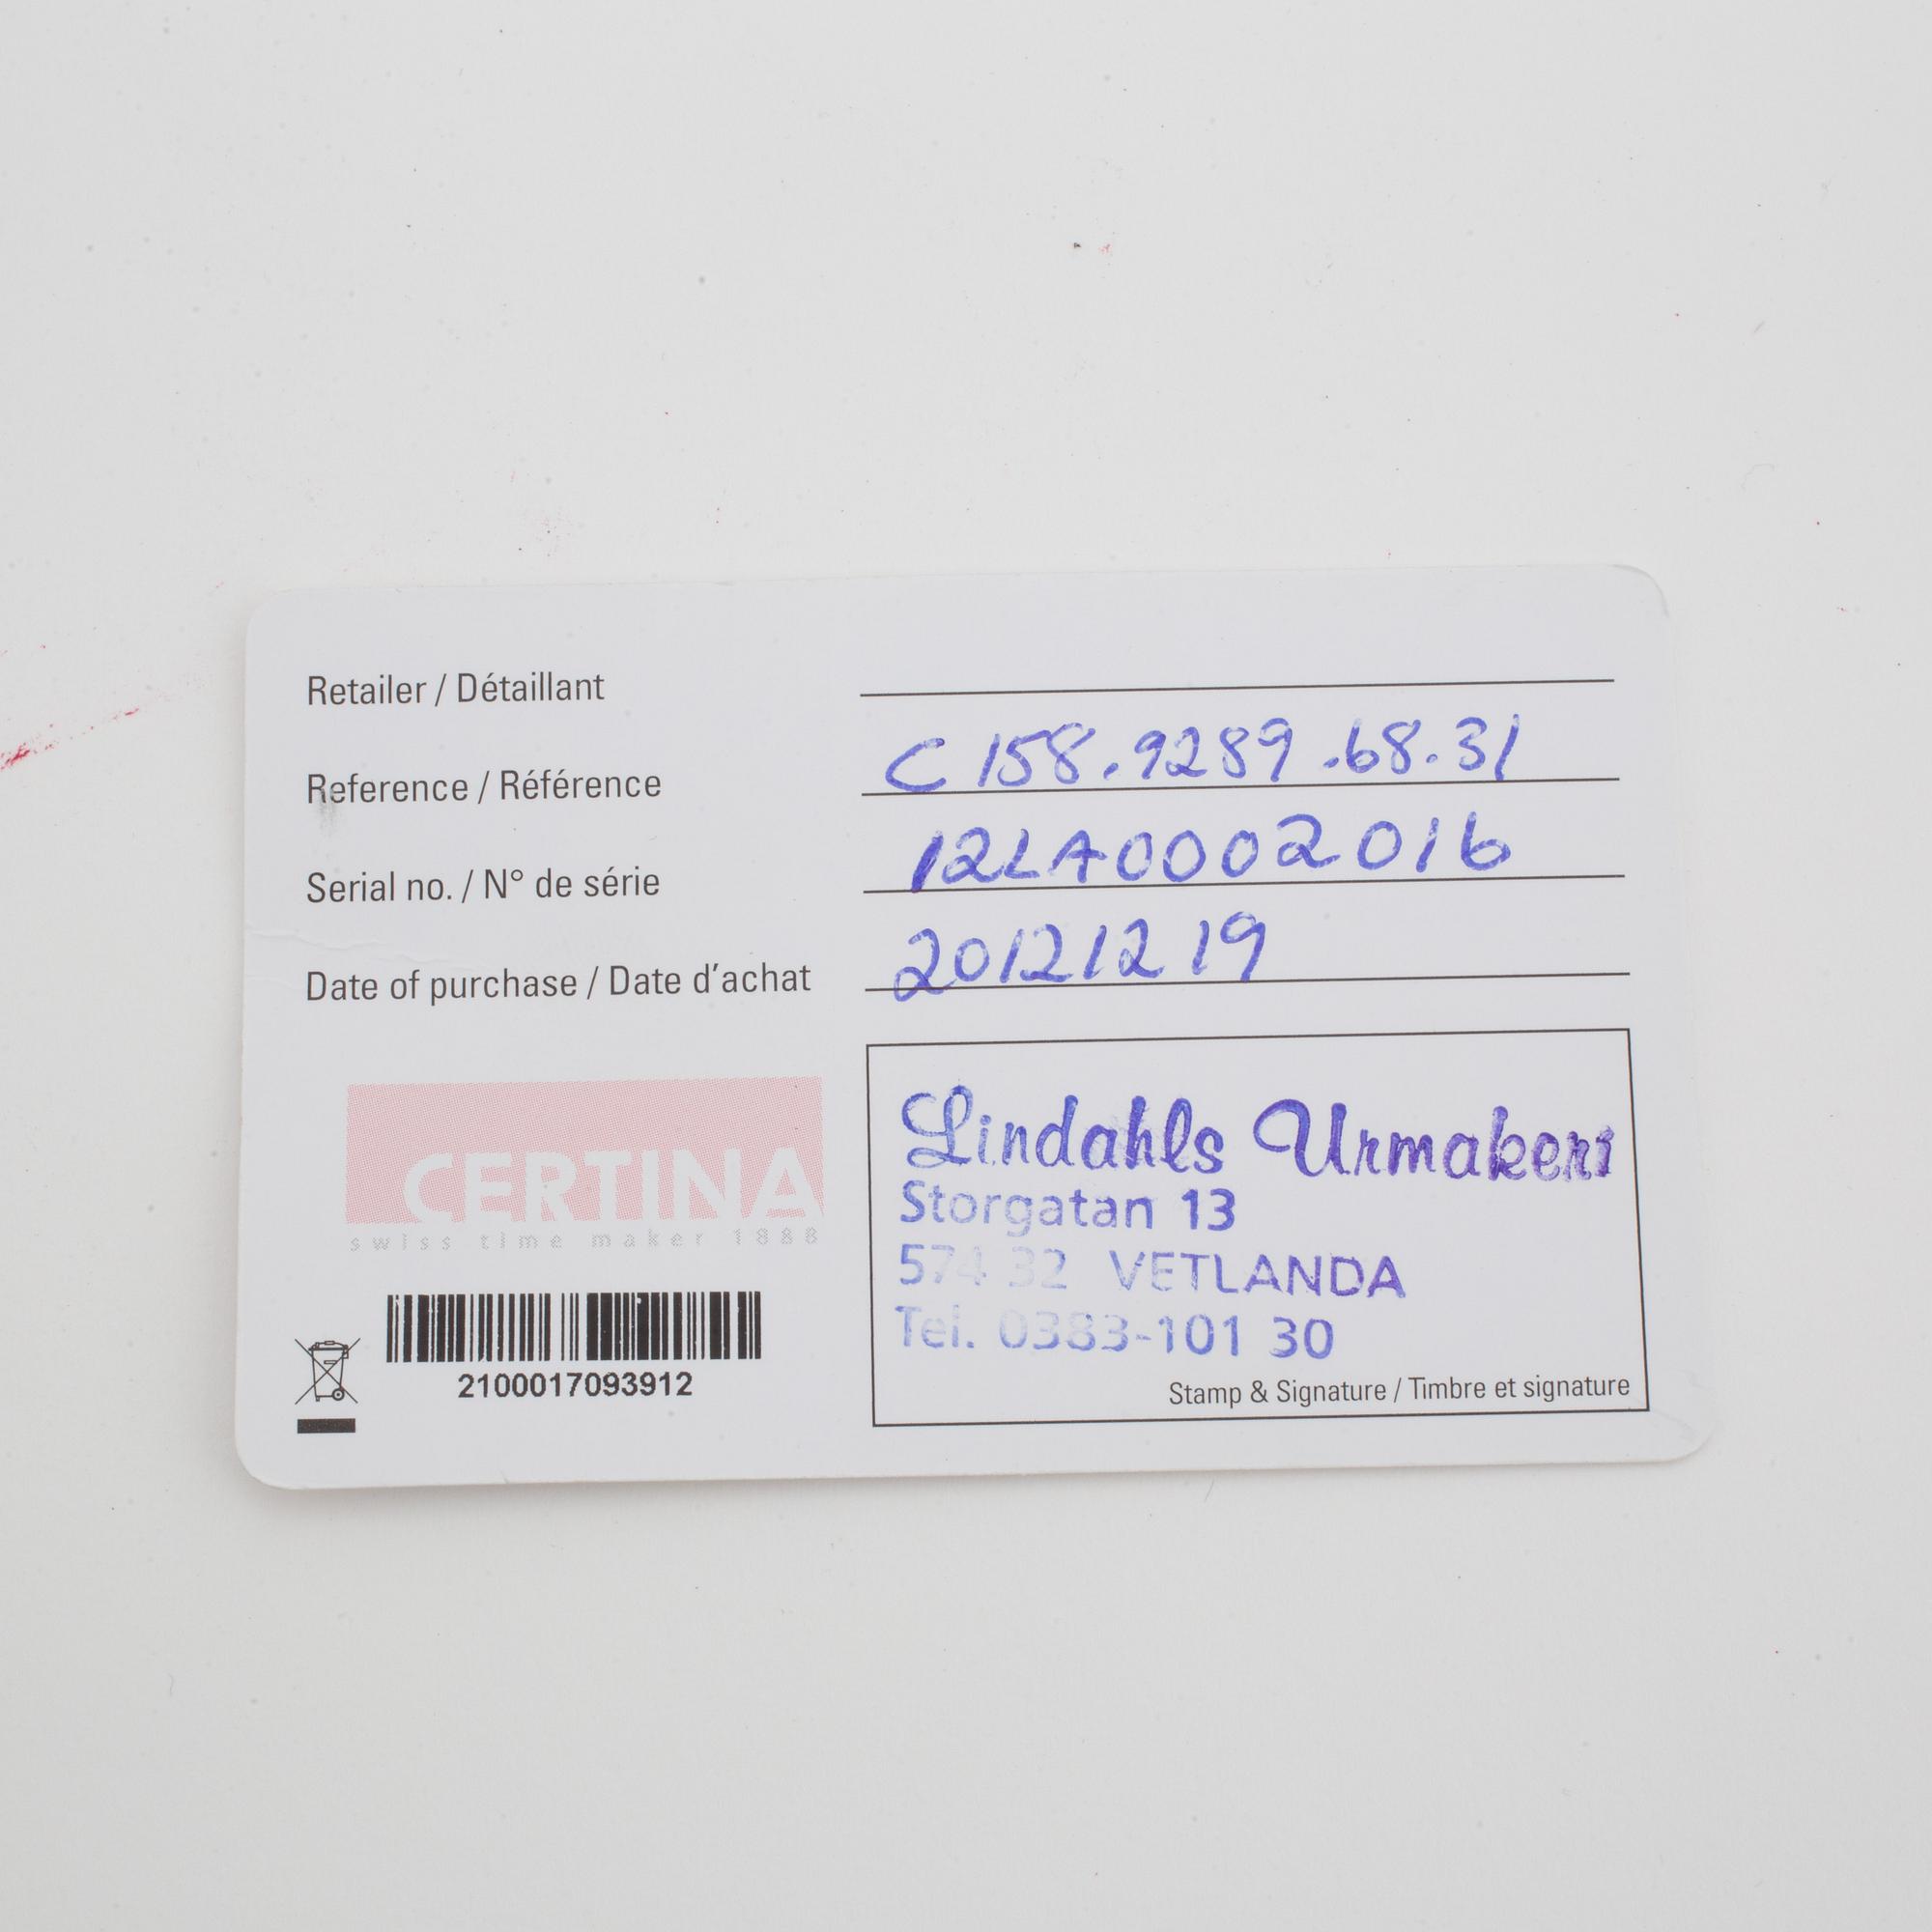 Retailer / Détaillant
Reference / Référence C 158.9289.68.31
Serial no. / N° de série 12LA0002016
Date of purchase / Date d'achat 20121219
CERTINA
swiss time maker 1888
2100017093912
Lindahls Urmakeri
Storgatan 13
574 32 VETLANDA
Tel. 0383-101 30
Stamp & Signature / Timbre et signature